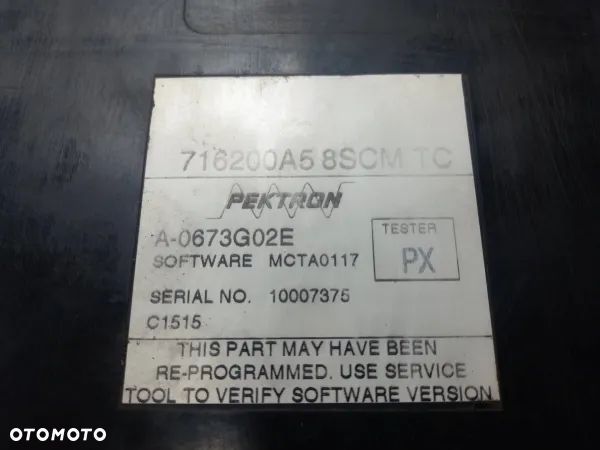 716200A5 8SCM TC
PEKTRON
A-0673G02E
TESTER
PX
SOFTWARE MCTA0117
SERIAL NO. 10007375
C1515
THIS PART MAY HAVE BEEN
RE-PROGRAMMED. USE SERVICE
TOOL TO VERIFY SOFTWARE VERSION
OTOMOTO